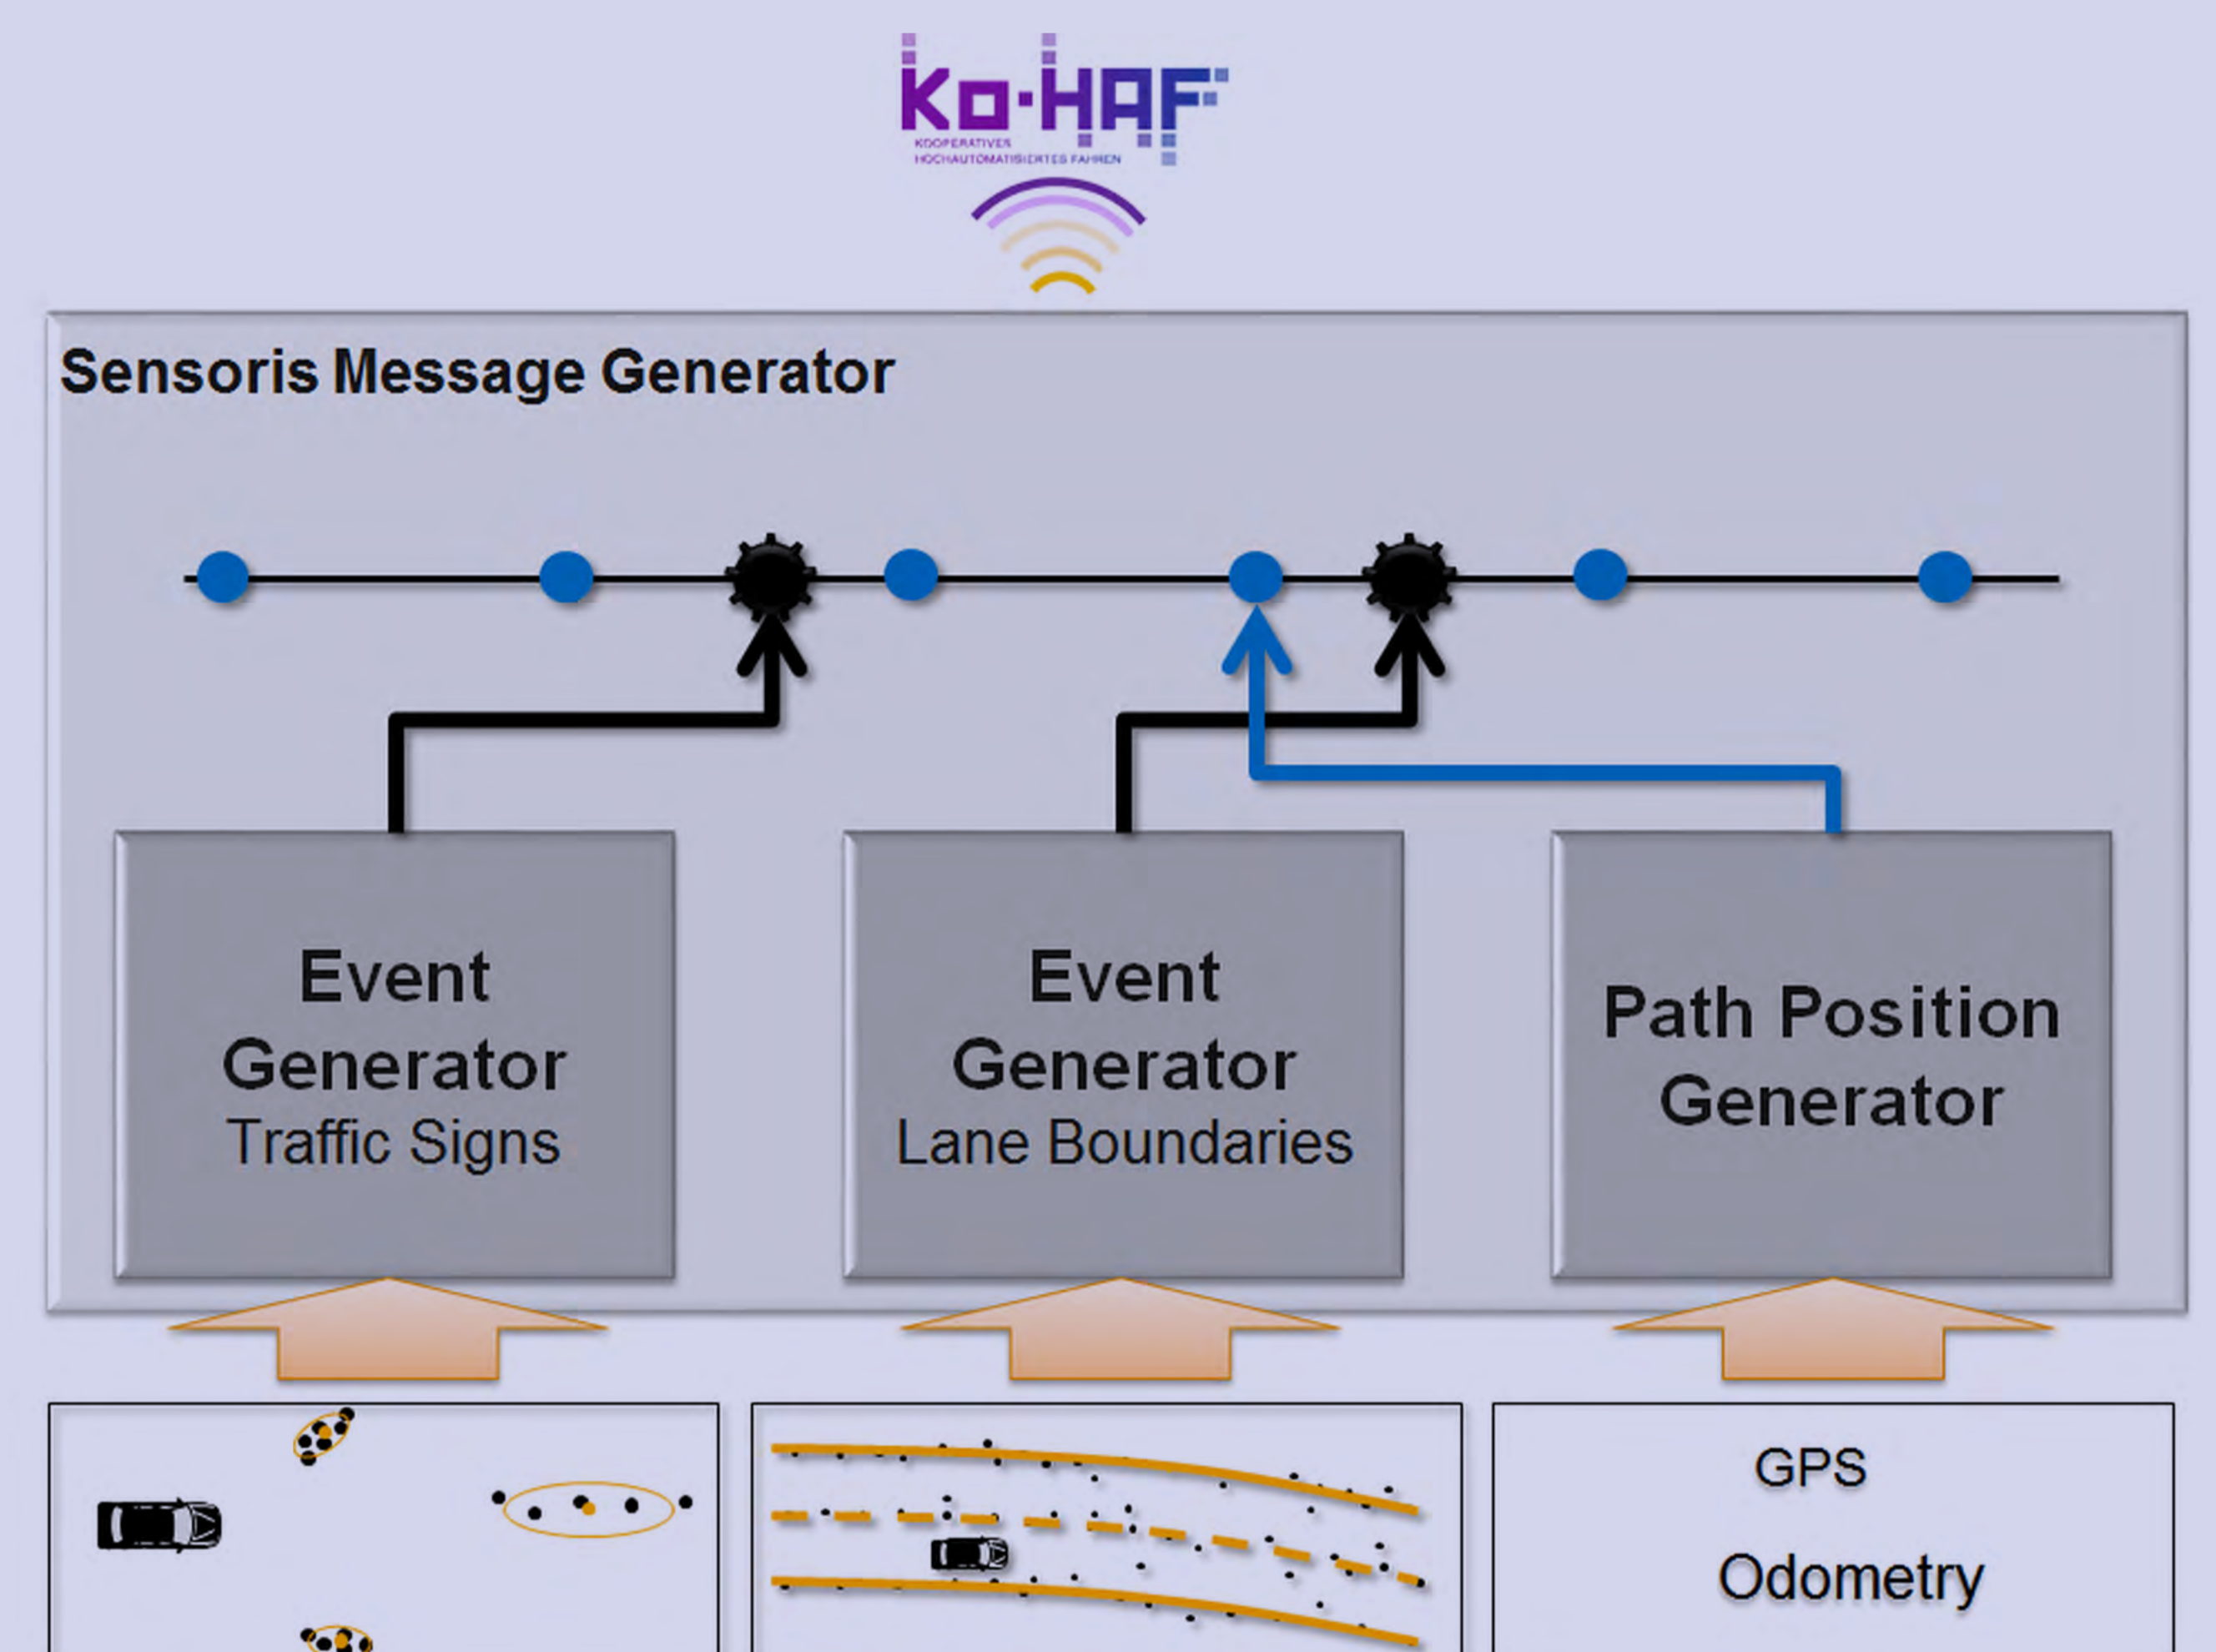 Ko-HAF
KOOPERATIVES
HOCHAUTOMATISIERTES FAHREN
Sensoris Message Generator
Event
Generator
Traffic Signs
Event
Generator
Lane Boundaries
Path Position
Generator
GPS
Odometry